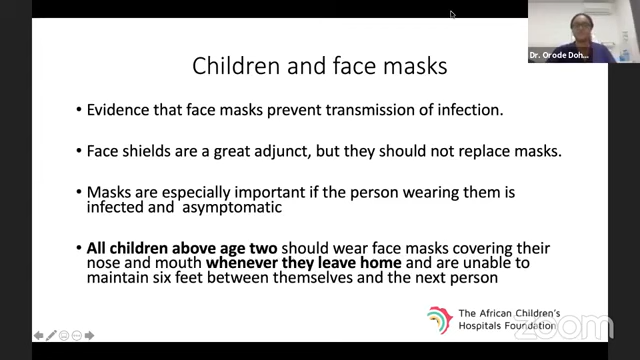 Children and face masks
• Evidence that face masks prevent transmission of infection.
• Face shields are a great adjunct, but they should not replace masks.
• Masks are especially important if the person wearing them is
infected and asymptomatic
• All children above age two should wear face masks covering their
nose and mouth whenever they leave home and are unable to
maintain six feet between themselves and the next person
The African Children's
Hospitals Foundation
zoom
Dr. Orode Doh...